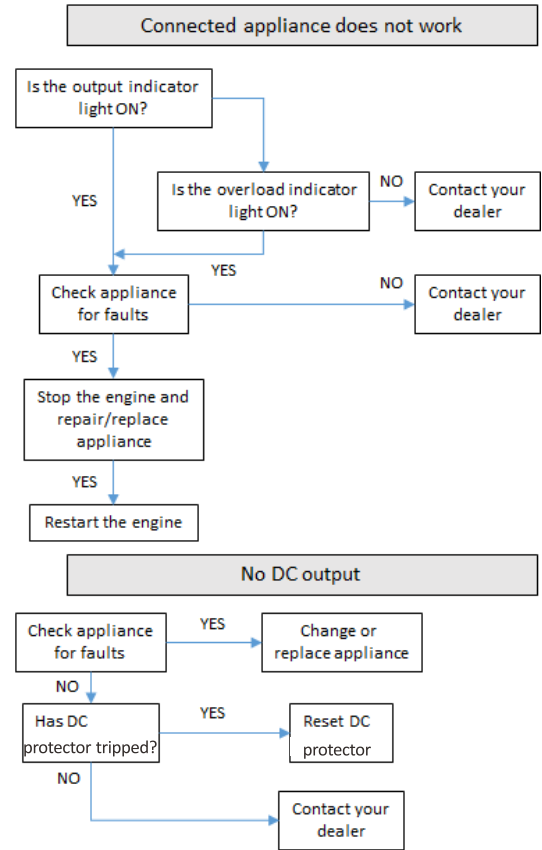 Connected appliance does not work
Is the output indicator
light ON?
YES
Is the overload indicator
light ON?
NO
Contact your
dealer
YES
Check appliance
for faults
NO
Contact your
dealer
YES
Stop the engine and
repair/replace
appliance
YES
Restart the engine
No DC output
Check appliance
for faults
YES
Change or
replace appliance
NO
Has DC
protector tripped?
YES
Reset DC
protector
NO
Contact your
dealer